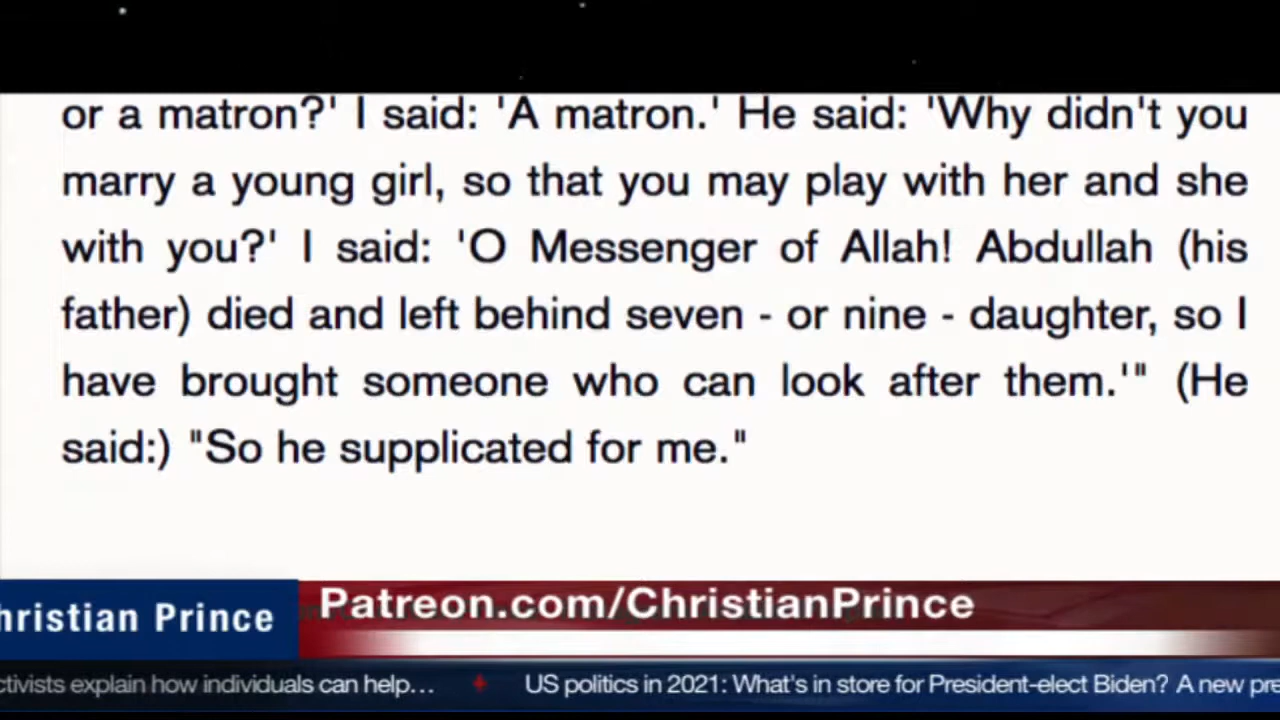 or a matron?' I said: 'A matron.' He said: 'Why didn't you
marry a young girl, so that you may play with her and she
with you?' I said: 'O Messenger of Allah! Abdullah (his
father) died and left behind seven - or nine - daughter, so I
have brought someone who can look after them.'" (He
said:) "So he supplicated for me."
Patreon.com/ChristianPrince
hristian Prince
ctivists explain how individuals can help... + US politics in 2021: What's in store for President-elect Biden? A new pre